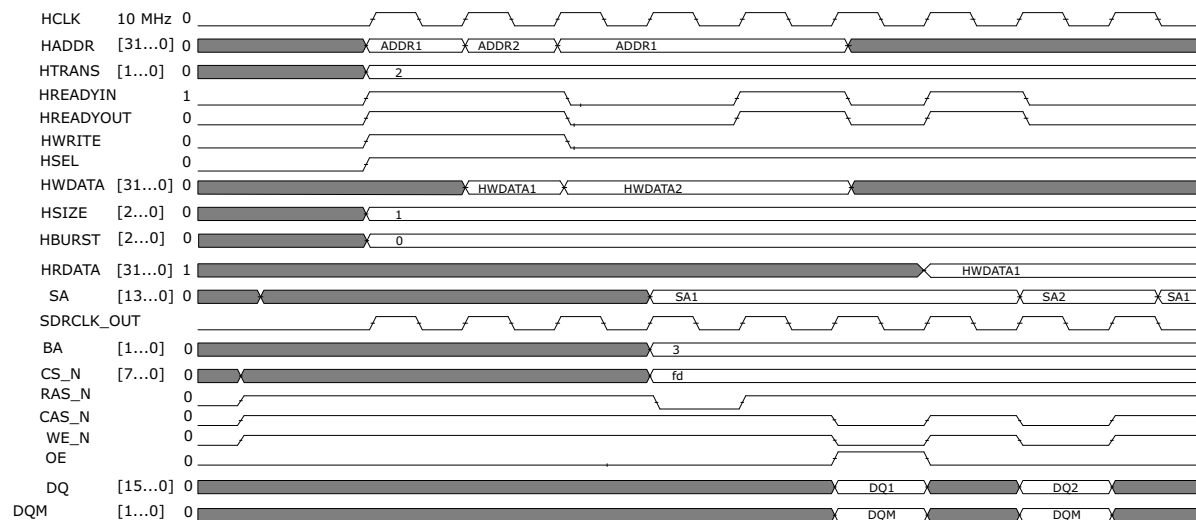 HCLK 10 MHz 0
HADDR [31...0] 0 ADDR1 ADDR2 ADDR1
HTRANS [1...0] 0 2
HREADYIN 1
HREADYOUT 0
HWRITE 0
HSEL 0
HWDATA [31...0] 0 HWDATA1 HWDATA2
HSIZE [2...0] 0 1
HBURST [2...0] 0 0
HRDATA [31...0] 1 HWDATA1
SA [13...0] 0 SA1 SA2 SA1
SDRCLK_OUT
BA [1...0] 0 3
CS_N [7...0] 0 fd
RAS_N 0
CAS_N 0
WE_N 0
OE 0
DQ [15...0] 0 DQ1 DQ2
DQM [1...0] 0 DQM DQM